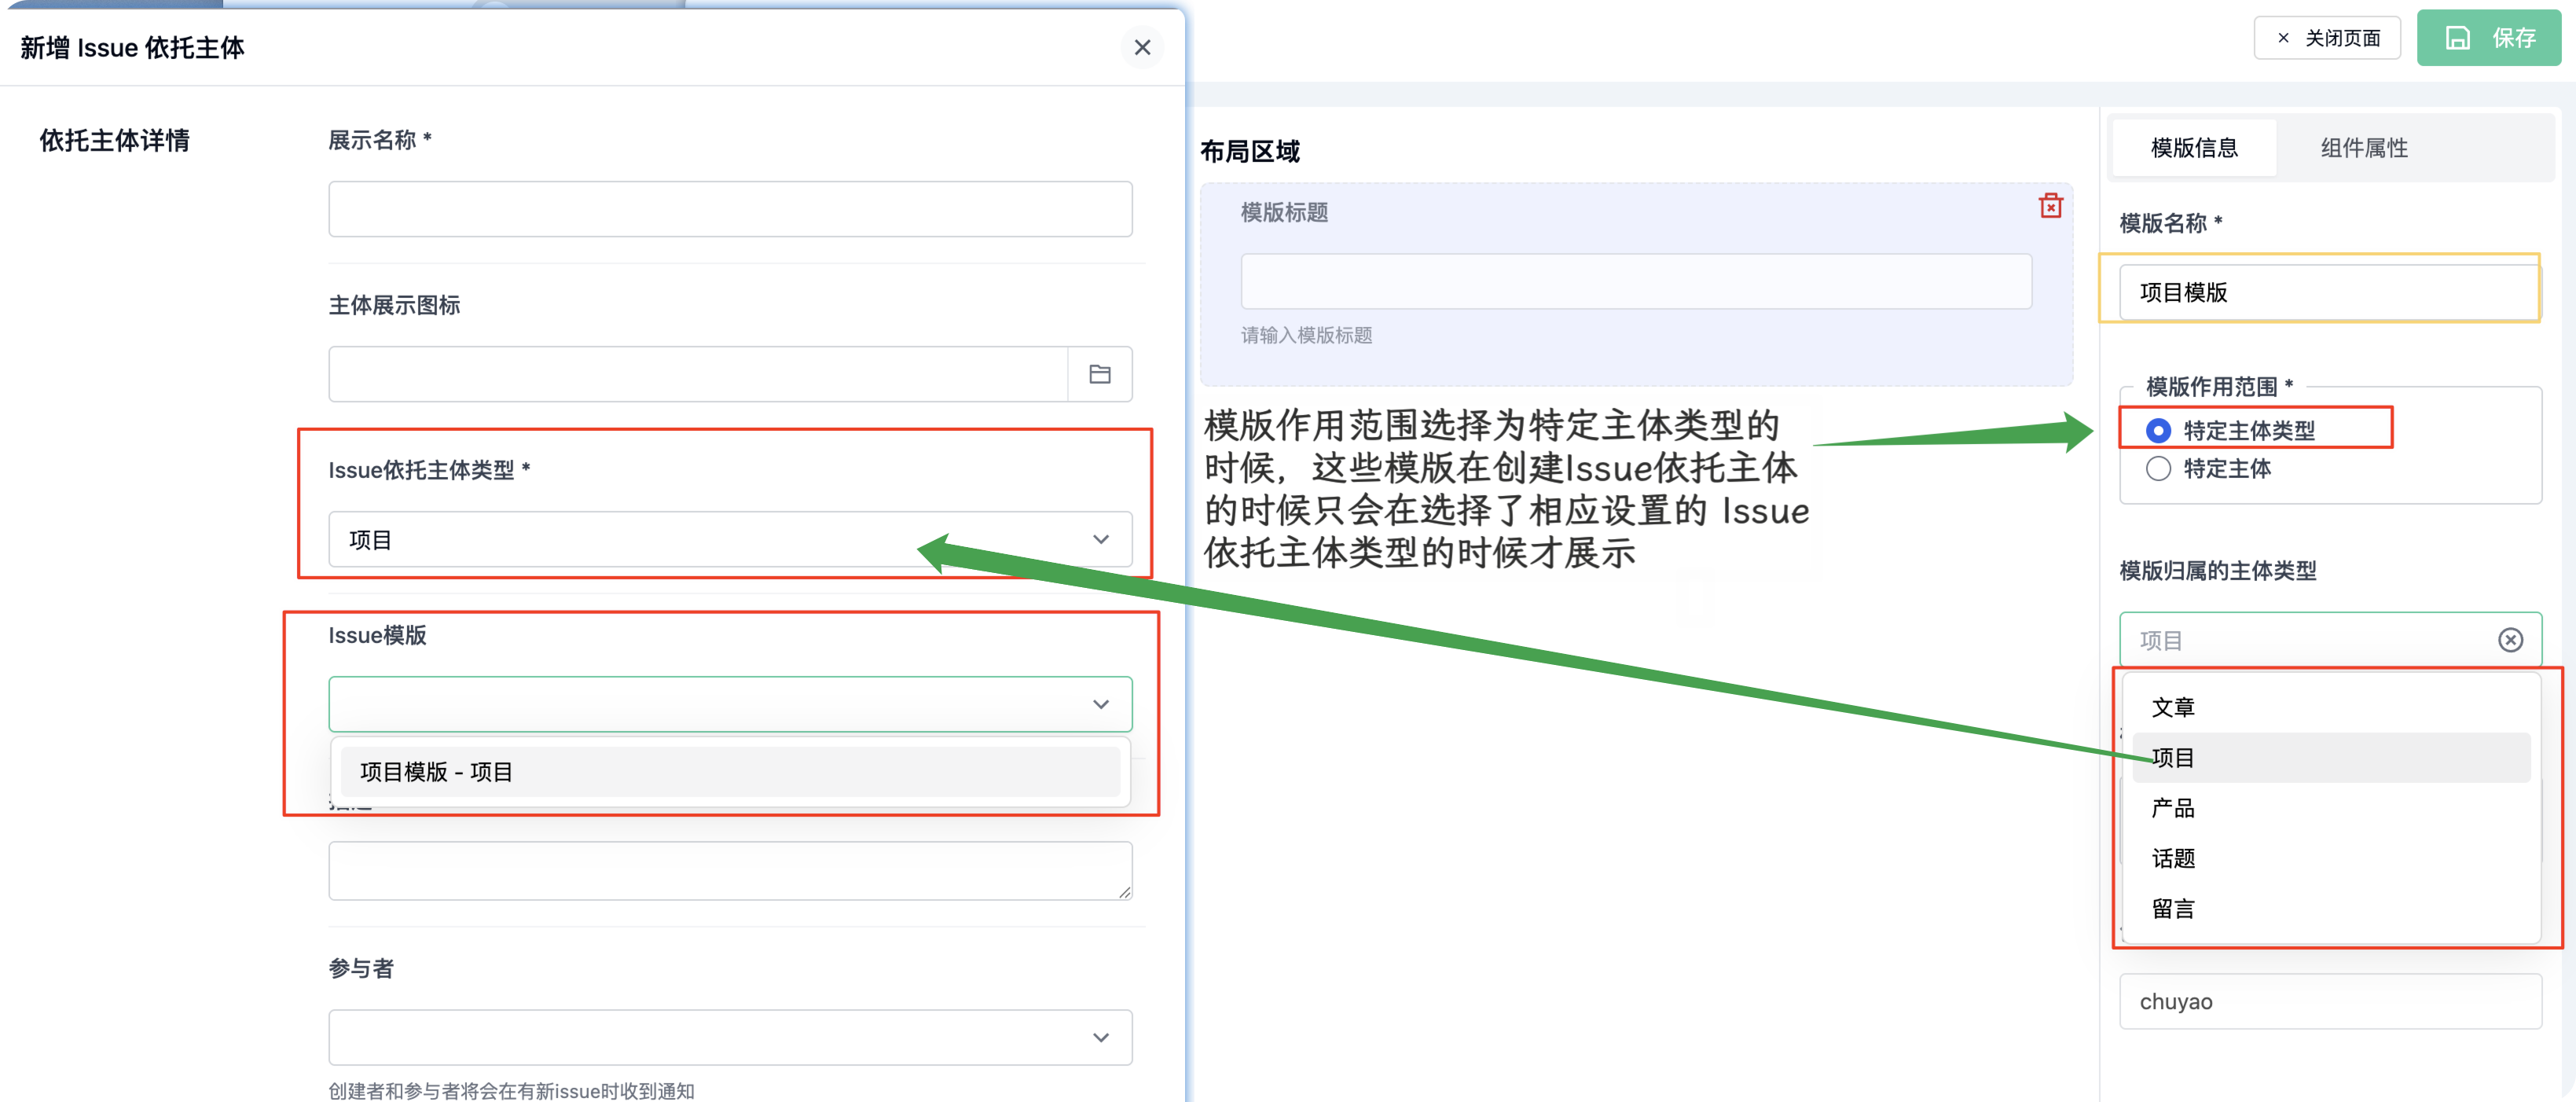 新增 Issue 依托主体
依托主体详情
展示名称 *
主体展示图标
Issue依托主体类型 *
项目
Issue模版
项目模版 - 项目
参与者
创建者和参与者将会在有新issue时收到通知
关闭页面
保存
布局区域
模版标题
请输入模版标题
模版作用范围选择为特定主体类型的
时候，这些模版在创建Issue依托主体
的时候只会在选择了相应设置的 Issue
依托主体类型的时候才展示
模版信息
组件属性
模版名称 *
项目模版
模版作用范围 *
特定主体类型
特定主体
模版归属的主体类型
项目
文章
项目
产品
话题
留言
chuyao